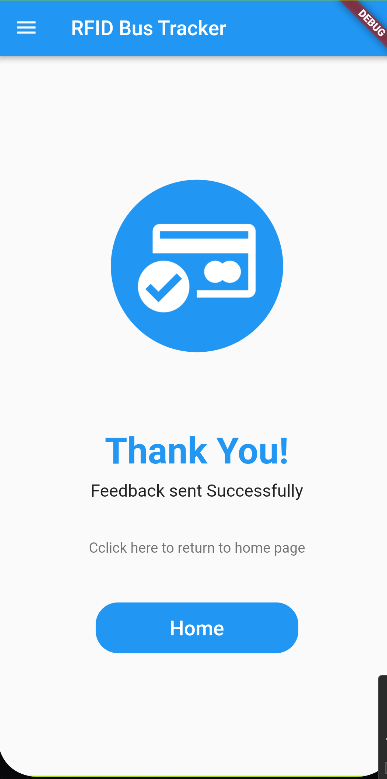 RFID Bus Tracker
DEBUG
Thank You!
Feedback sent Successfully
Cclick here to return to home page
Home